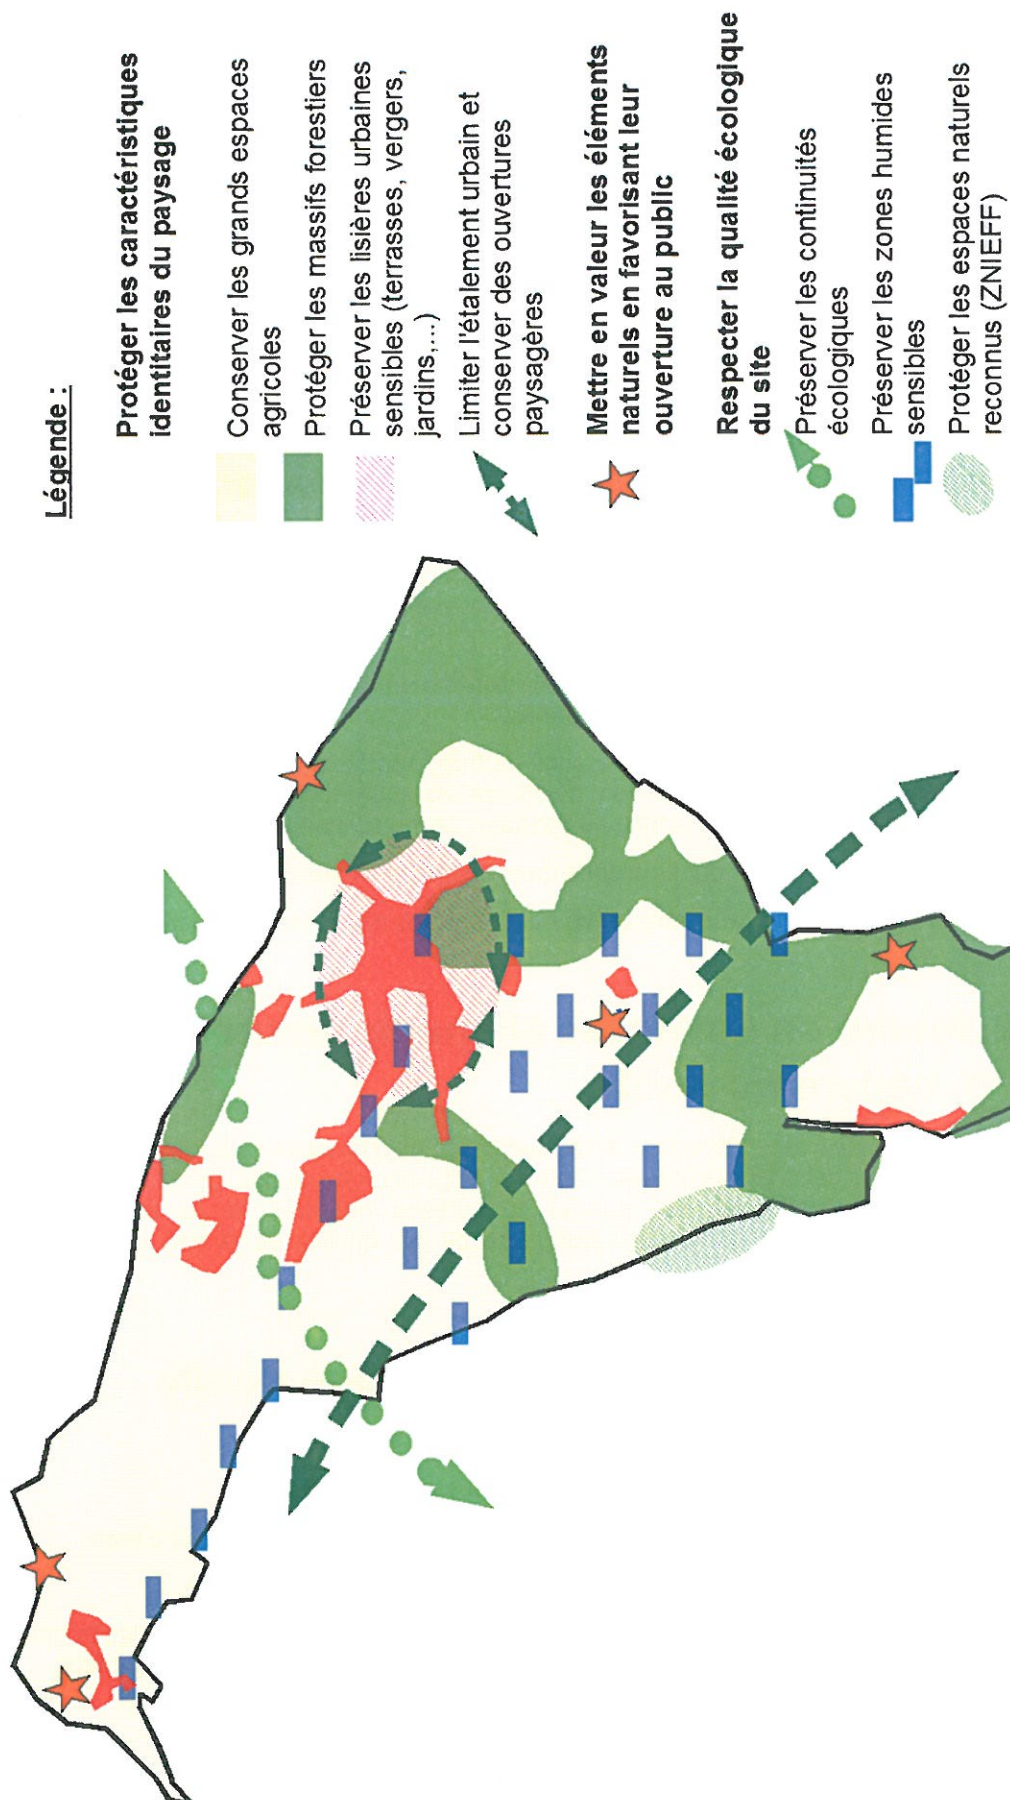 Légende :
Protéger les caractéristiques
identitaires du paysage
Conserver les grands espaces
agricoles
Protéger les massifs forestiers
Préserver les lisières urbaines
sensibles (terrasses, vergers,
jardins,...)
Limiter l'étalement urbain et
conserver des ouvertures
paysagères
Mettre en valeur les éléments
naturels en favorisant leur
ouverture au public
Respecter la qualité écologique
du site
Préserver les continuités
écologiques
Préserver les zones humides
sensibles
Protéger les espaces naturels
reconnus (ZNIEFF)